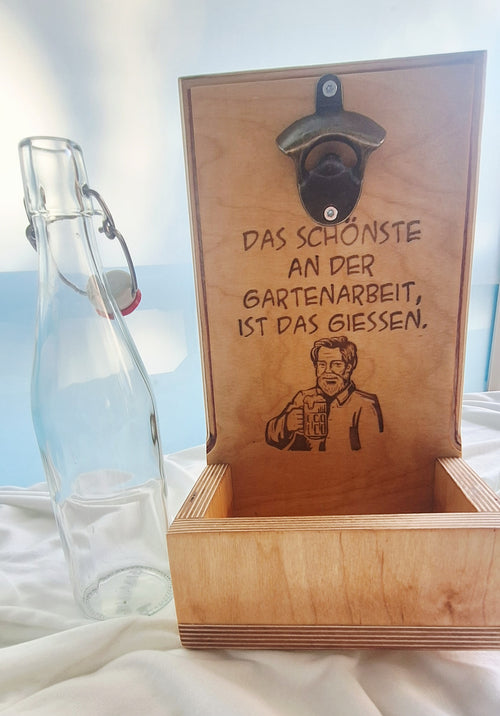 DAS SCHÖNSTE
AN DER
GARTENARBEIT,
IST DAS GIESSEN.